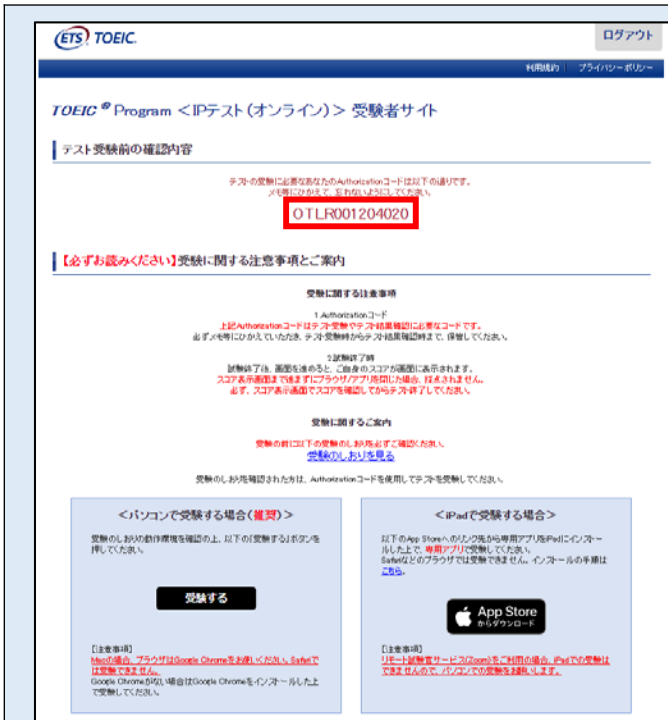 ETS TOEIC.
ログアウト
利用規約 プライバシーポリシー
TOEIC ® Program ＜IPテスト（オンライン）＞ 受験者サイト
テスト受験前の確認内容
テストの受験に必要なあなたのAuthorizationコードは以下の通りです。
メモ等にひかえて、忘れないようにしてください。
OTLR001204020
【必ずお読みください】受験に関する注意事項とご案内
受験に関する注意事項
1.Authorizationコード
上記Authorizationコードはテスト受験やテスト結果確認に必要なコードです。
必ずメモ等にひかえていただき、テスト受験時からテスト結果確認時まで、保管してください。
2.試験終了時
試験終了後、画面を進めると、ご自身のスコアが画面に表示されます。
スコア表示画面まで進まずにブラウザ/アプリを閉じた場合、採点されません。
必ず、スコア表示画面でスコアを確認してからテスト終了してください。
受験に関するご案内
受験の前に以下の受験のしおりを必ずご確認ください。
受験のしおりを見る
受験のしおりを確認された方は、Authorizationコードを使用してテストを受験してください。
＜パソコンで受験する場合（推奨）＞
受験のしおりの動作環境を確認の上、以下の「受験する」ボタンを
押してください。
受験する
【注意事項】
Macの場合、ブラウザはGoogle Chromeをお使いください。Safariで
は受験できません。
Google Chromeがない場合はGoogle Chromeをインストールした上
で受験してください。
＜iPadで受験する場合＞
以下のApp Storeへのリンク先から専用アプリをiPadにインストー
ルした上で、専用アプリで受験してください。
Safariなどのブラウザでは受験できません。インストールの手順は
こちら。
App Store
からダウンロード
【注意事項】
リモート試験官サービス(Zoom)をご利用の場合、iPadでの受験は
できませんので、パソコンでの受験をお願いします。